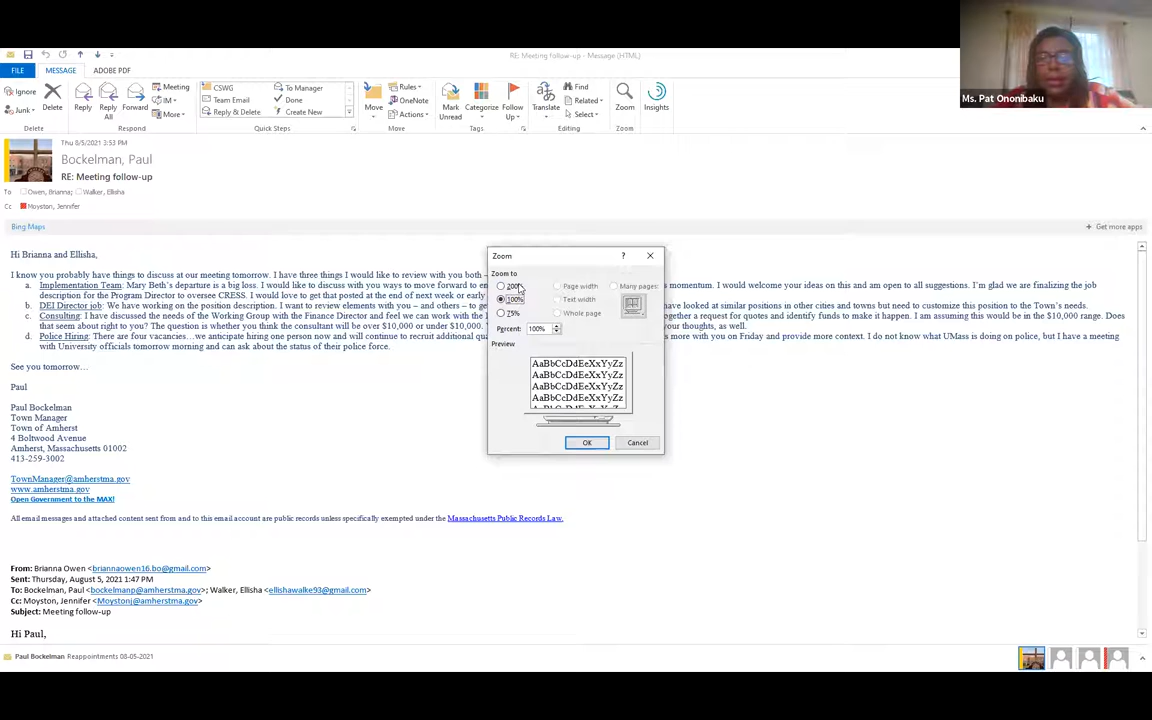 RE: Meeting follow-up - Message (HTML)
Ms. Pat Ononibaku
FILE MESSAGE ADOBE PDF
Ignore Meeting CSWG To Manager Rules Find
Junk Delete Reply Reply All Forward IM Team Email Done Move OneNote Mark Unread Categorize Follow Up Translate Related Zoom Insights
More Reply & Delete Create New Actions Select
Delete Respond Quick Steps Move Tags Editing Zoom
Thu 8/5/2021 3:53 PM
Bockelman, Paul
RE: Meeting follow-up
To Owen, Brianna; Walker, Ellisha
Cc Moyston, Jennifer
Bing Maps + Get more apps
Hi Brianna and Ellisha,
I know you probably have things to discuss at our meeting tomorrow. I have three things I would like to review with you both –
a. Implementation Team: Mary Beth's departure is a big loss. I would like to discuss with you ways to move forward to en momentum. I would welcome your ideas on this and am open to all suggestions. I'm glad we are finalizing the job
description for the Program Director to oversee CRESS. I would love to get that posted at the end of next week or early
b. DEI Director job: We have working on the position description. I want to review elements with you – and others – to ge have looked at similar positions in other cities and towns but need to customize this position to the Town's needs.
c. Consulting: I have discussed the needs of the Working Group with the Finance Director and feel we can work with the ogether a request for quotes and identify funds to make it happen. I am assuming this would be in the $10,000 range. Does
that seem about right to you? The question is whether you think the consultant will be over $10,000 or under $10,000. Y your thoughts, as well.
d. Police Hiring: There are four vacancies…we anticipate hiring one person now and will continue to recruit additional qua s more with you on Friday and provide more context. I do not know what UMass is doing on police, but I have a meeting
with University officials tomorrow morning and can ask about the status of their police force.
See you tomorrow…
Paul
Paul Bockelman
Town Manager
Town of Amherst
4 Boltwood Avenue
Amherst, Massachusetts 01002
413-259-3002
TownManager@amherstma.gov
www.amherstma.gov
Open Government to the MAX!
All email messages and attached content sent from and to this email account are public records unless specifically exempted under the Massachusetts Public Records Law.
From: Brianna Owen <briannaowen16.bo@gmail.com>
Sent: Thursday, August 5, 2021 1:47 PM
To: Bockelman, Paul <bockelmanp@amherstma.gov>; Walker, Ellisha <ellishawalke93@gmail.com>
Cc: Moyston, Jennifer <Moystonj@amherstma.gov>
Subject: Meeting follow-up
Hi Paul,
Paul Bockelman Reappointments 08-05-2021
Zoom ?
Zoom to
200% Page width Many pages:
100% Text width
75% Whole page
Percent: 100%
Preview
AaBbCcDdEeXxYyZz
AaBbCcDdEeXxYyZz
AaBbCcDdEeXxYyZz
AaBbCcDdEeXxYyZz
OK Cancel